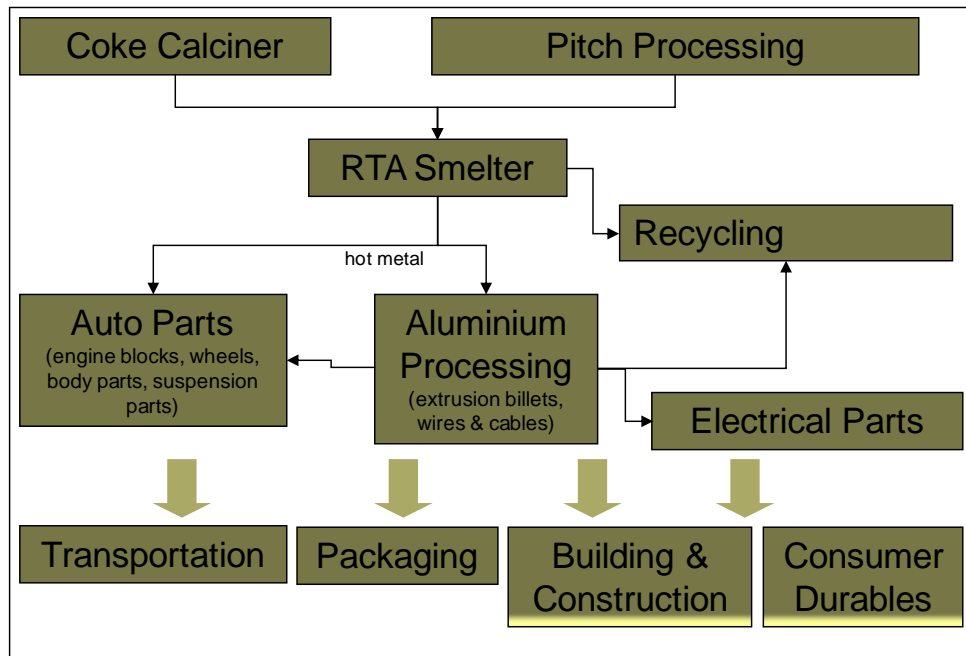 Coke Calciner
Pitch Processing
RTA Smelter
Recycling
hot metal
Auto Parts
(engine blocks, wheels,
body parts, suspension
parts)
Aluminium
Processing
(extrusion billets,
wires & cables)
Electrical Parts
Transportation
Packaging
Building &
Construction
Consumer
Durables